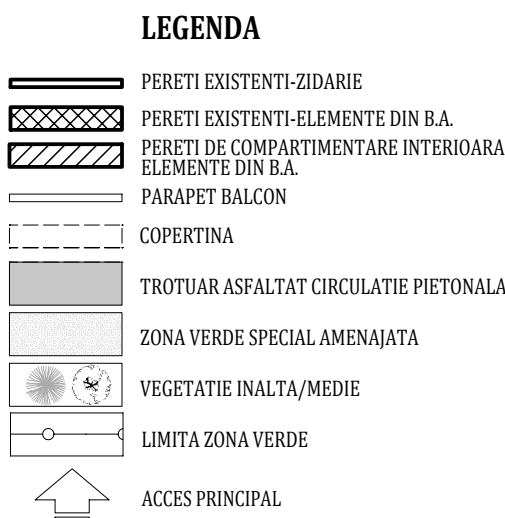 LEGENDA
PERETI EXISTENTI-ZIDARIE
PERETI EXISTENTI-ELEMENTE DIN B.A.
PERETI DE COMPARTIMENTARE INTERIOARA
ELEMENTE DIN B.A.
PARAPET BALCON
COPERTINA
TROTUAR ASFALTAT CIRCULATIE PIETONALA
ZONA VERDE SPECIAL AMENAJATA
VEGETATIE INALTA/MEDIE
LIMITA ZONA VERDE
ACCES PRINCIPAL